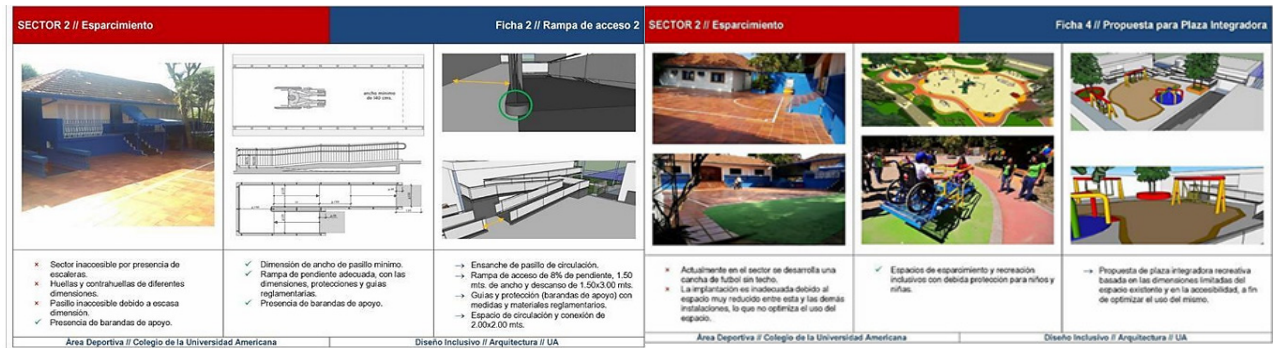 SECTOR 2 // Esparcimiento
Ficha 2 // Rampa de acceso 2
ancho mínimo
de 140 cms.
× Sector inaccesible por presencia de
escaleras.
× Huellas y contrahuellas de diferentes
dimensiones.
× Pasillo inaccesible debido a escasa
dimensión.
✓ Presencia de barandas de apoyo.
✓ Dimensión de ancho de pasillo mínimo.
✓ Rampa de pendiente adecuada, con las
dimensiones, protecciones y guías
reglamentarias.
✓ Presencia de barandas de apoyo.
→ Ensanche de pasillo de circulación.
→ Rampa de acceso de 8% de pendiente, 1.50
mts. de ancho y descanso de 1.50x3.00 mts.
→ Guías y protección (barandas de apoyo) con
medidas y materiales reglamentarios.
→ Espacio de circulación y conexión de
2.00x2.00 mts.
Área Deportiva // Colegio de la Universidad Americana
Diseño Inclusivo // Arquitectura // UA
SECTOR 2 // Esparcimiento
Ficha 4 // Propuesta para Plaza Integradora
× Actualmente en el sector se desarrolla una
cancha de futbol sin techo.
× La implantación es inadecuada debido al
espacio muy reducido entre esta y las demás
instalaciones, lo que no optimiza el uso del
espacio.
✓ Espacios de esparcimiento y recreación
inclusivos con debida protección para niños y
niñas.
→ Propuesta de plaza integradora recreativa
basada en las dimensiones limitadas del
espacio existente y en la accesibilidad, a fin
de optimizar el uso del mismo.
Área Deportiva // Colegio de la Universidad Americana
Diseño Inclusivo // Arquitectura // UA